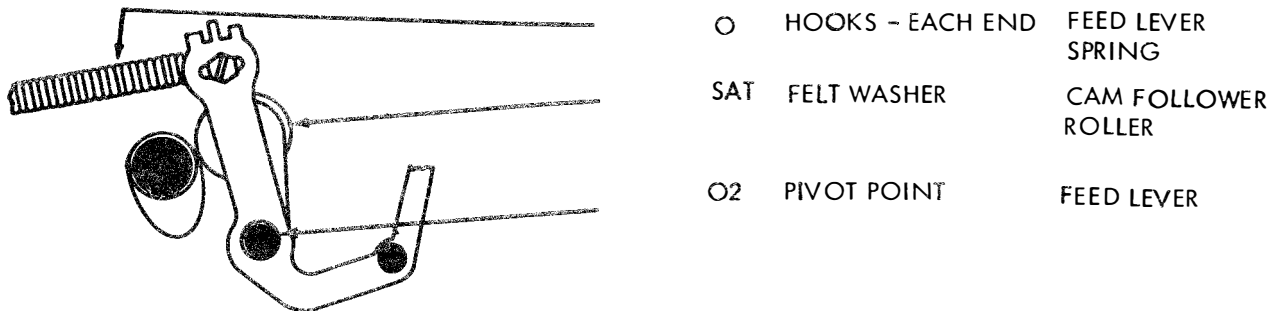 O HOOKS – EACH END FEED LEVER
SPRING
SAT FELT WASHER CAM FOLLOWER
ROLLER
O2 PIVOT POINT FEED LEVER